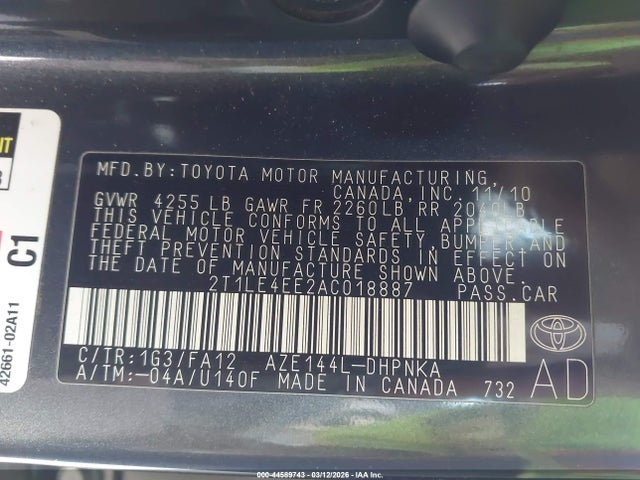 MFD.BY:TOYOTA MOTOR MANUFACTURING,
CANADA, INC. 11/10
GVWR 4255 LB GAWR FR 2260LB RR 2040LB
THIS VEHICLE CONFORMS TO ALL APPLICABLE
FEDERAL MOTOR VEHICLE SAFETY, BUMPER AND
THEFT PREVENTION STANDARDS IN EFFECT ON
THE DATE OF MANUFACTURE SHOWN ABOVE.
2T1LE4EE2AC018887 PASS.CAR
C/TR:1G3/FA12 AZE144L-DHPNKA
A/TM:-04A/U140F MADE IN CANADA 732
AD
C1
42661-02A11
000-44589743 - 03/12/2026 - IAA Inc.